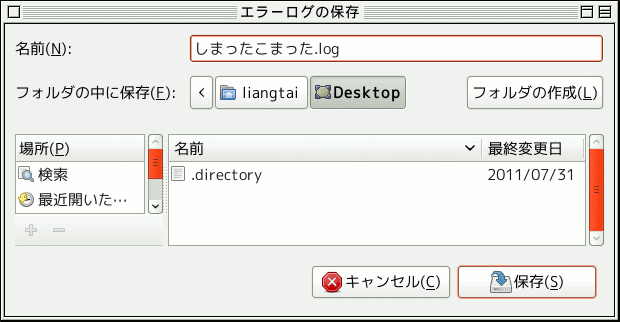 エラーログの保存
名前(N):
しまったこまった.log
フォルダの中に保存(F):
<
liangtai
Desktop
フォルダの作成(L)
場所(P)
検索
最近開いた…
名前
最終変更日
.directory
2011/07/31
キャンセル(C)
保存(S)